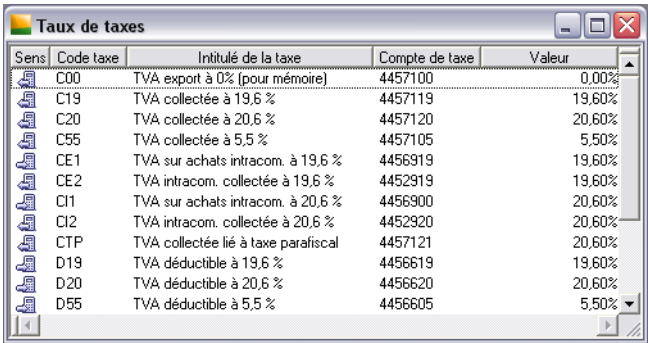 Taux de taxes
Sens Code taxe Intitulé de la taxe Compte de taxe Valeur
C00 TVA export à 0% (pour mémoire) 4457100 0,00%
C19 TVA collectée à 19,6 % 4457119 19,60%
C20 TVA collectée à 20,6 % 4457120 20,60%
C55 TVA collectée à 5,5 % 4457105 5,50%
CE1 TVA sur achats intracom. à 19,6 % 4456919 19,60%
CE2 TVA intracom. collectée à 19,6 % 4452919 19,60%
CI1 TVA sur achats intracom. à 20,6 % 4456900 20,60%
CI2 TVA intracom. collectée à 20,6 % 4452920 20,60%
CTP TVA collectée lié à taxe parafiscal 4457121 20,60%
D19 TVA déductible à 19,6 % 4456619 19,60%
D20 TVA déductible à 20,6 % 4456620 20,60%
D55 TVA déductible à 5,5 % 4456605 5,50%